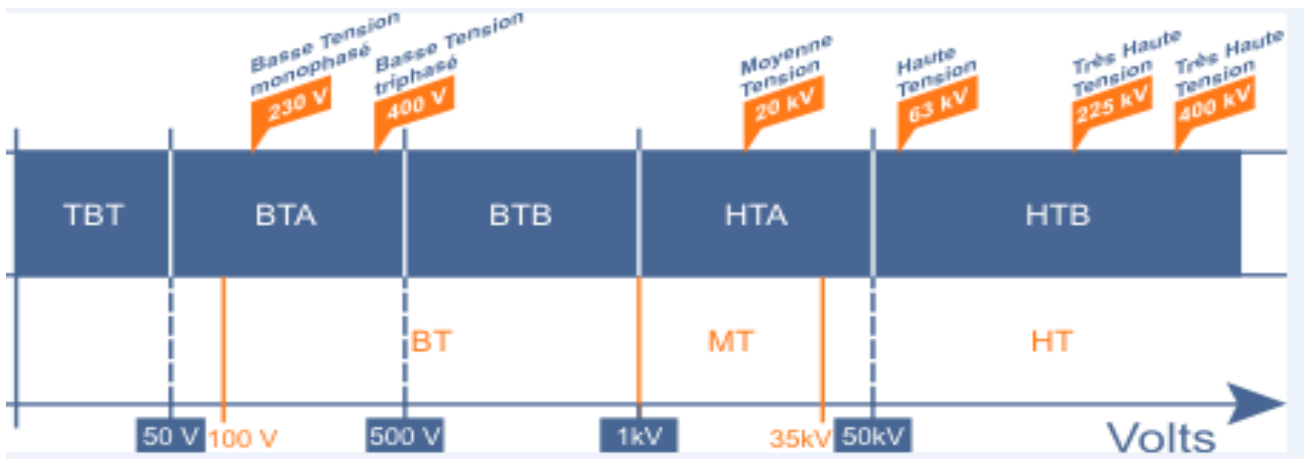 Basse Tension
monophasé
230 V
Basse Tension
triphasé
400 V
Moyenne
Tension
20 kV
Haute
Tension
63 kV
Très Haute
Tension
225 kV
Très Haute
Tension
400 kV
TBT
BTA
BTB
HTA
HTB
BT
MT
HT
50 V
100 V
500 V
1kV
35kV
50kV
Volts